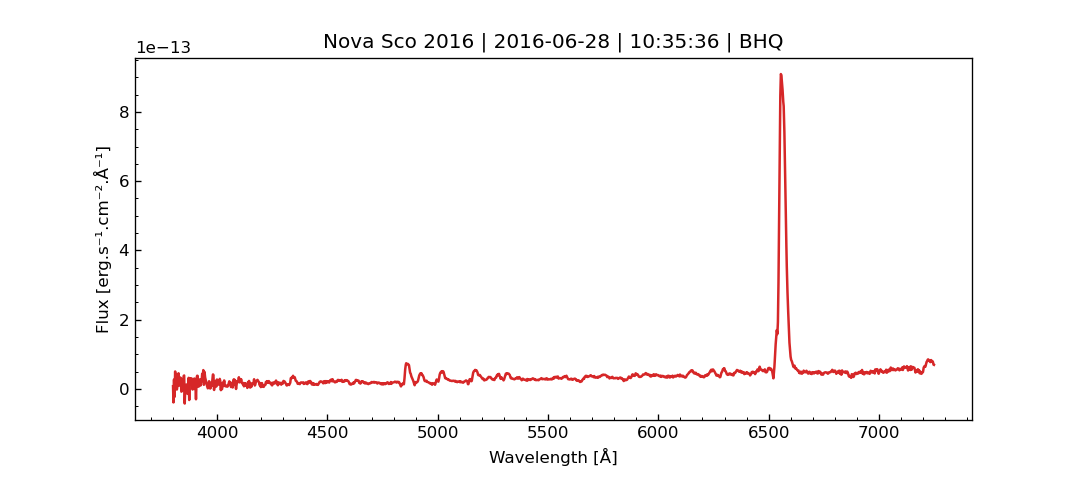 Nova Sco 2016 | 2016-06-28 | 10:35:36 | BHQ
1e−13
8
6
4
2
0
Flux [erg.s⁻¹.cm⁻².Å⁻¹]
4000 4500 5000 5500 6000 6500 7000
Wavelength [Å]